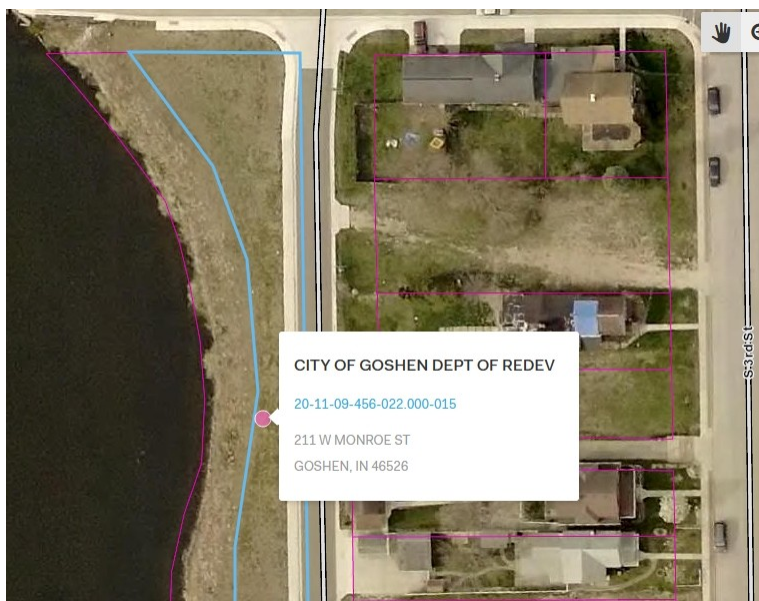 CITY OF GOSHEN DEPT OF REDEV
20-11-09-456-022.000-015
211 W MONROE ST
GOSHEN, IN 46526
S 3rd St